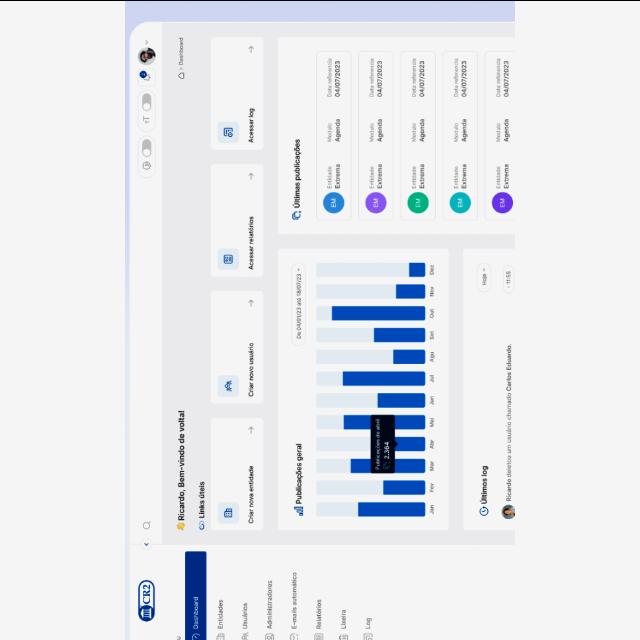 CR2
Dashboard
Entidades
Usuários
Administradores
E-mails automático
Relatórios
Lixeira
Log
TT
> Dashboard
Ricardo, Bem-vindo de volta!
Links úteis
Criar nova entidade
Criar novo usuário
Acessar relatórios
Acessar log
Publicações geral
De 04/01/23 até 18/07/23
Publicações de abril
2.364
Jan Fev Mar Abr Mai Jun Jul Ago Set Out Nov Dez
Últimas publicações
EM
Entidade Módulo Data referência
Extrema Agenda 04/07/2023
EM
Entidade Módulo Data referência
Extrema Agenda 04/07/2023
EM
Entidade Módulo Data referência
Extrema Agenda 04/07/2023
EM
Entidade Módulo Data referência
Extrema Agenda 04/07/2023
EM
Entidade Módulo Data referência
Extrema Agenda 04/07/2023
Últimos log
Hoje
Ricardo deletou um usuário chamado Carlos Eduardo.
11:55